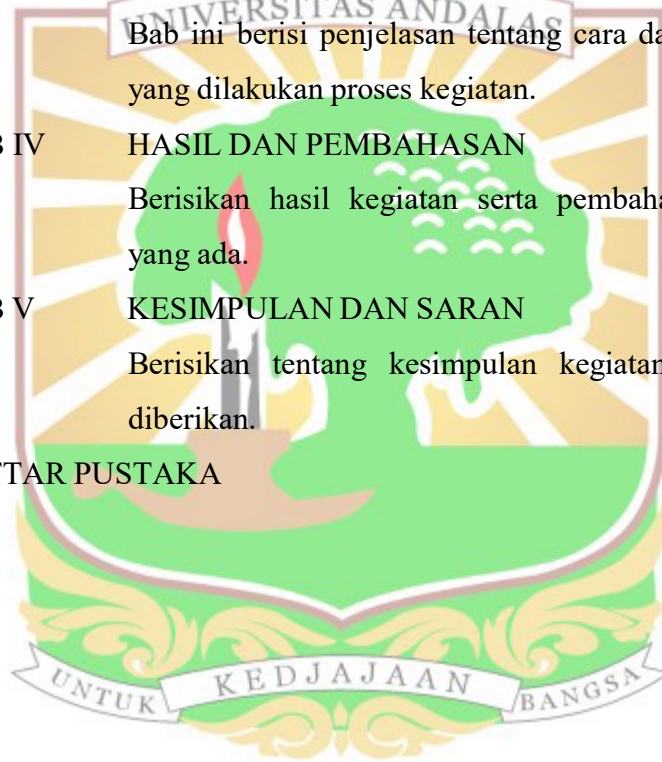 UNIVERSITAS ANDALAS
Bab ini berisi penjelasan tentang cara da
yang dilakukan proses kegiatan.
B IV HASIL DAN PEMBAHASAN
Berisikan hasil kegiatan serta pembaha
yang ada.
B V KESIMPULAN DAN SARAN
Berisikan tentang kesimpulan kegiatan
diberikan.
TAR PUSTAKA
UNTUK KEDJAJAAN BANGSA